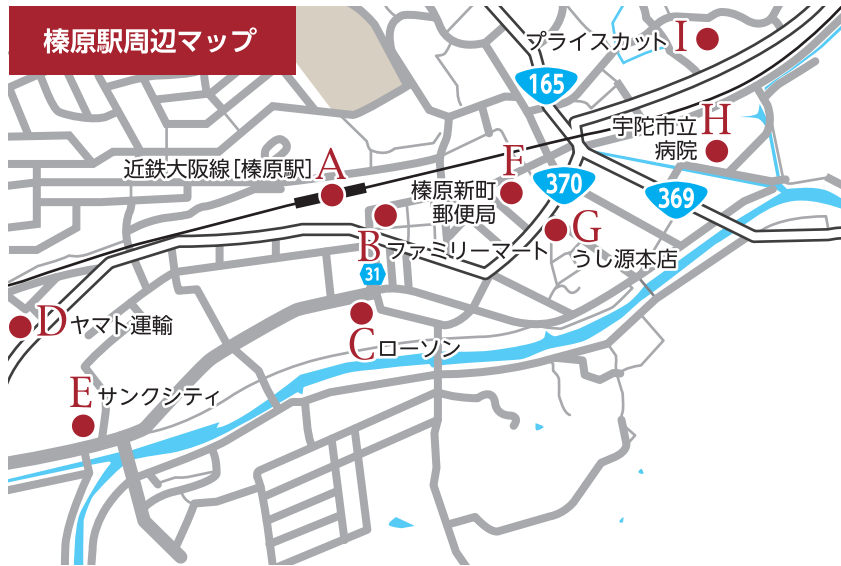 榛原駅周辺マップ
プライスカット I
165
宇陀市立
病院
H
近鉄大阪線[榛原駅]
A
F
榛原新町
郵便局
370
369
B ファミリーマート
G
うし源本店
31
D ヤマト運輸
C ローソン
E サンクシティ